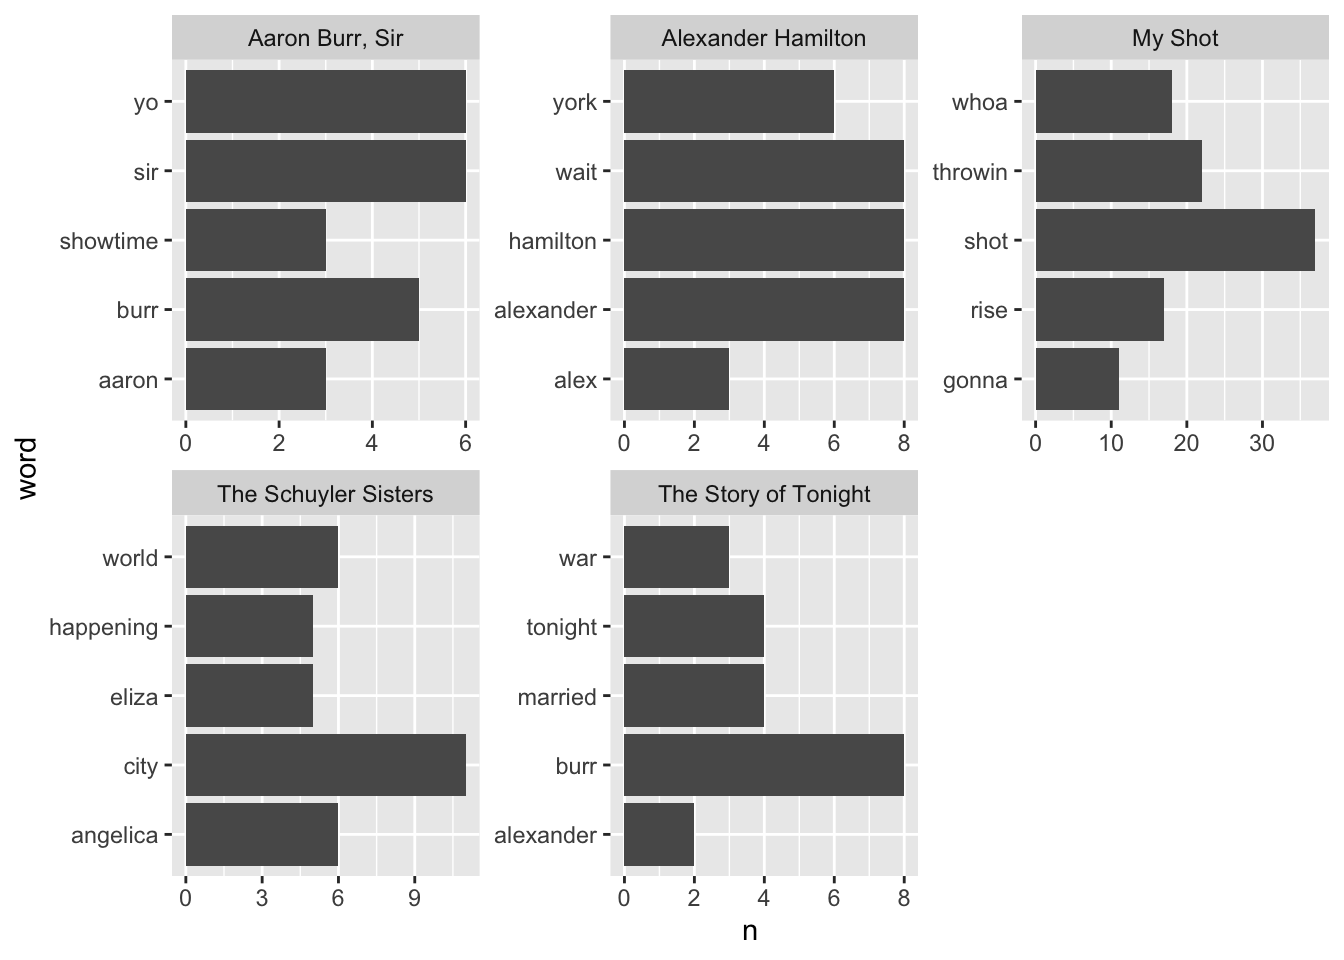 Aaron Burr, Sir
yo
sir
showtime
burr
aaron
0 2 4 6
Alexander Hamilton
york
wait
hamilton
alexander
alex
0 2 4 6 8
My Shot
whoa
throwin
shot
rise
gonna
0 10 20 30
word
The Schuyler Sisters
world
happening
eliza
city
angelica
0 3 6 9
The Story of Tonight
war
tonight
married
burr
alexander
0 2 4 6 8
n